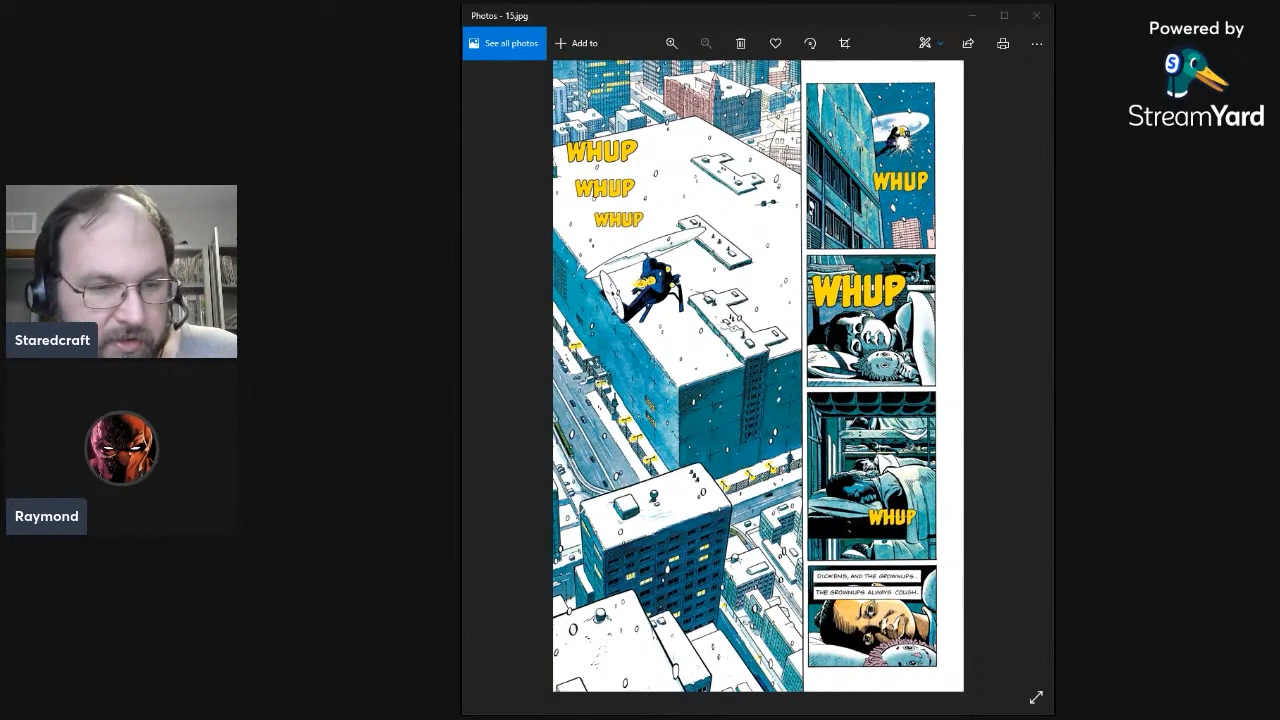 Photos - 15.jpg
See all photos
Add to
Powered by
S
StreamYard
WHUP
WHUP
WHUP
WHUP
WHUP
WHUP
DICKENS, AND THE GROWNUPS.
THE GROWNUPS ALWAYS COUGH.
Staredcraft
Raymond